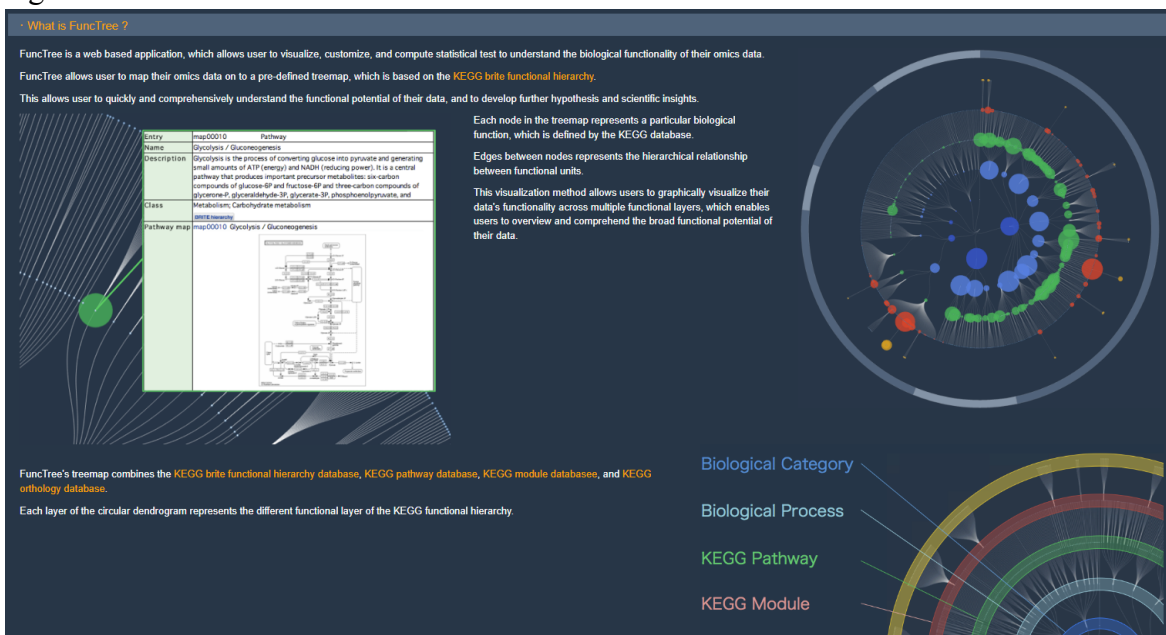 · What is FuncTree ?
FuncTree is a web based application, which allows user to visualize, customize, and compute statistical test to understand the biological functionality of their omics data.
FuncTree allows user to map their omics data on to a pre-defined treemap, which is based on the KEGG brite functional hierarchy.
This allows user to quickly and comprehensively understand the functional potential of their data, and to develop further hypothesis and scientific insights.
Entry map00010 Pathway
Name Glycolysis / Gluconeogenesis
Description Glycolysis is the process of converting glucose into pyruvate and generating
small amounts of ATP (energy) and NADH (reducing power). It is a central
pathway that produces important precursor metabolites: six-carbon
compounds of glucose-6P and fructose-6P and three-carbon compounds of
glycerone-P, glyceraldehyde-3P, glycerate-3P, phosphoenolpyruvate, and
Class Metabolism; Carbohydrate metabolism
BRITE hierarchy
Pathway map map00010 Glycolysis / Gluconeogenesis
Each node in the treemap represents a particular biological
function, which is defined by the KEGG database.
Edges between nodes represents the hierarchical relationship
between functional units.
This visualization method allows users to graphically visualize their
data's functionality across multiple functional layers, which enables
users to overview and comprehend the broad functional potential of
their data.
FuncTree's treemap combines the KEGG brite functional hierarchy database, KEGG pathway database, KEGG module databasee, and KEGG
orthology database.
Each layer of the circular dendrogram represents the different functional layer of the KEGG functional hierarchy.
Biological Category
Biological Process
KEGG Pathway
KEGG Module